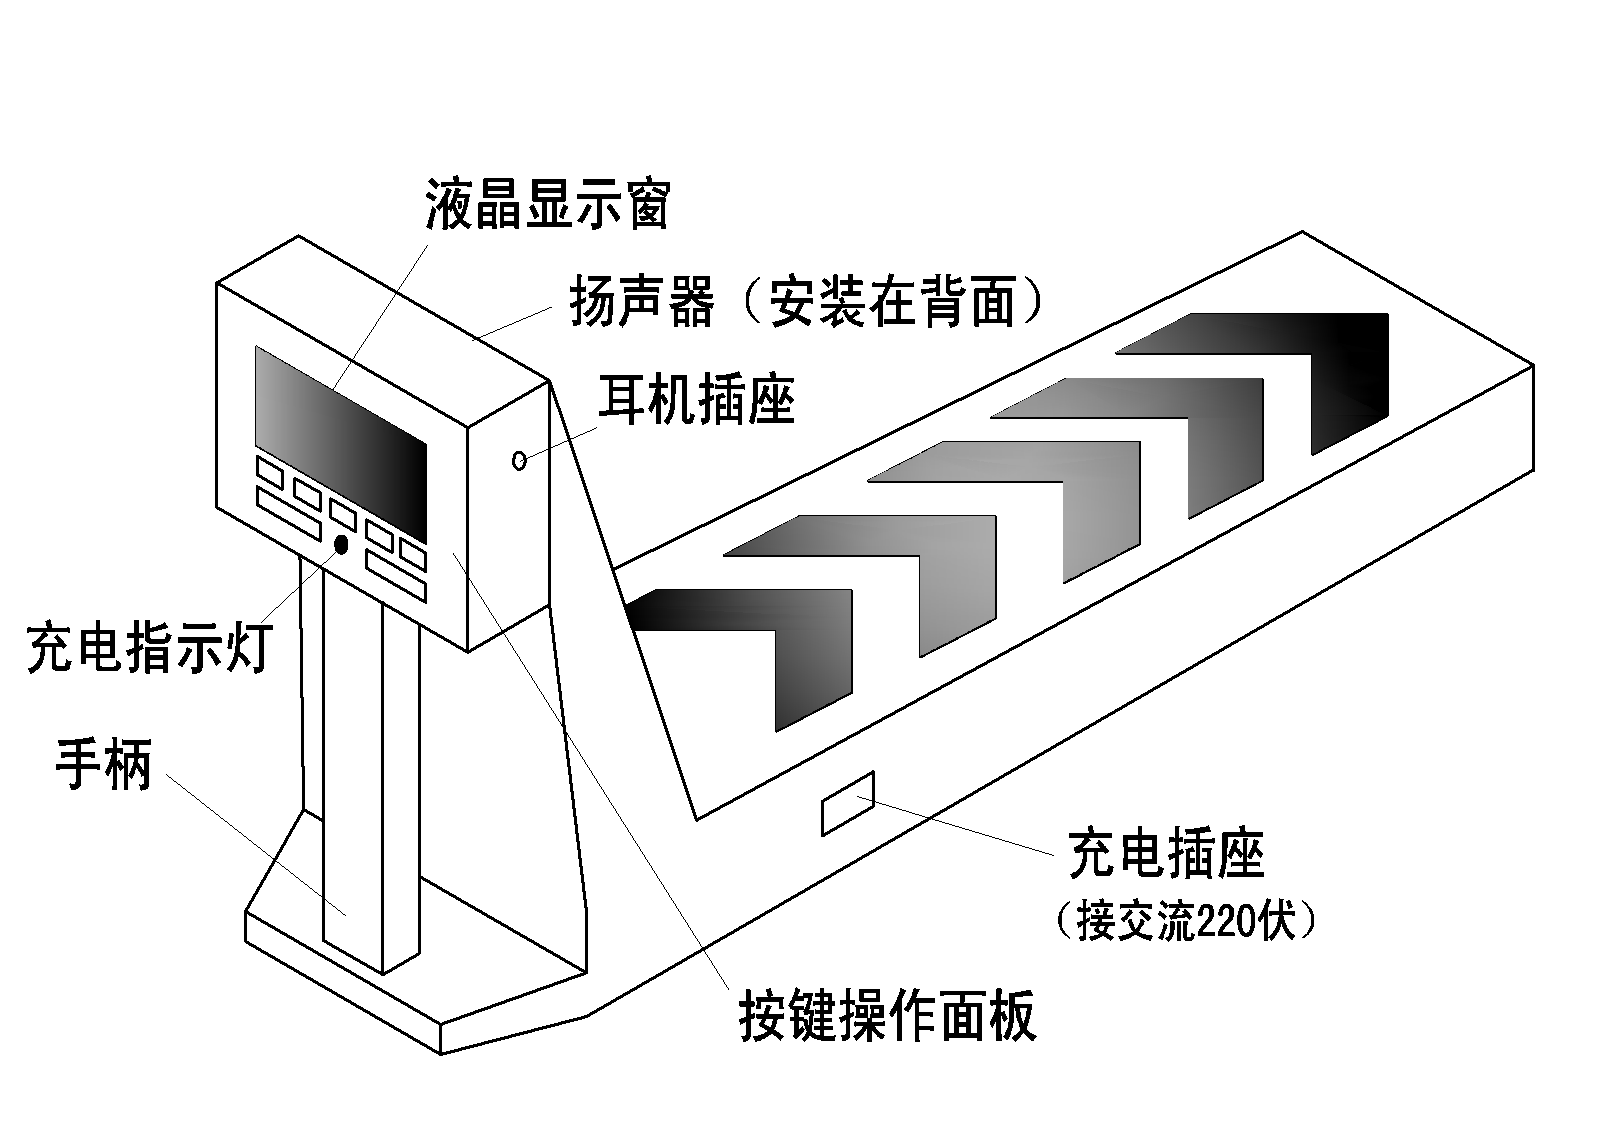 液晶显示窗
扬声器（安装在背面）
耳机插座
充电指示灯
手柄
充电插座
（接交流220伏）
按键操作面板